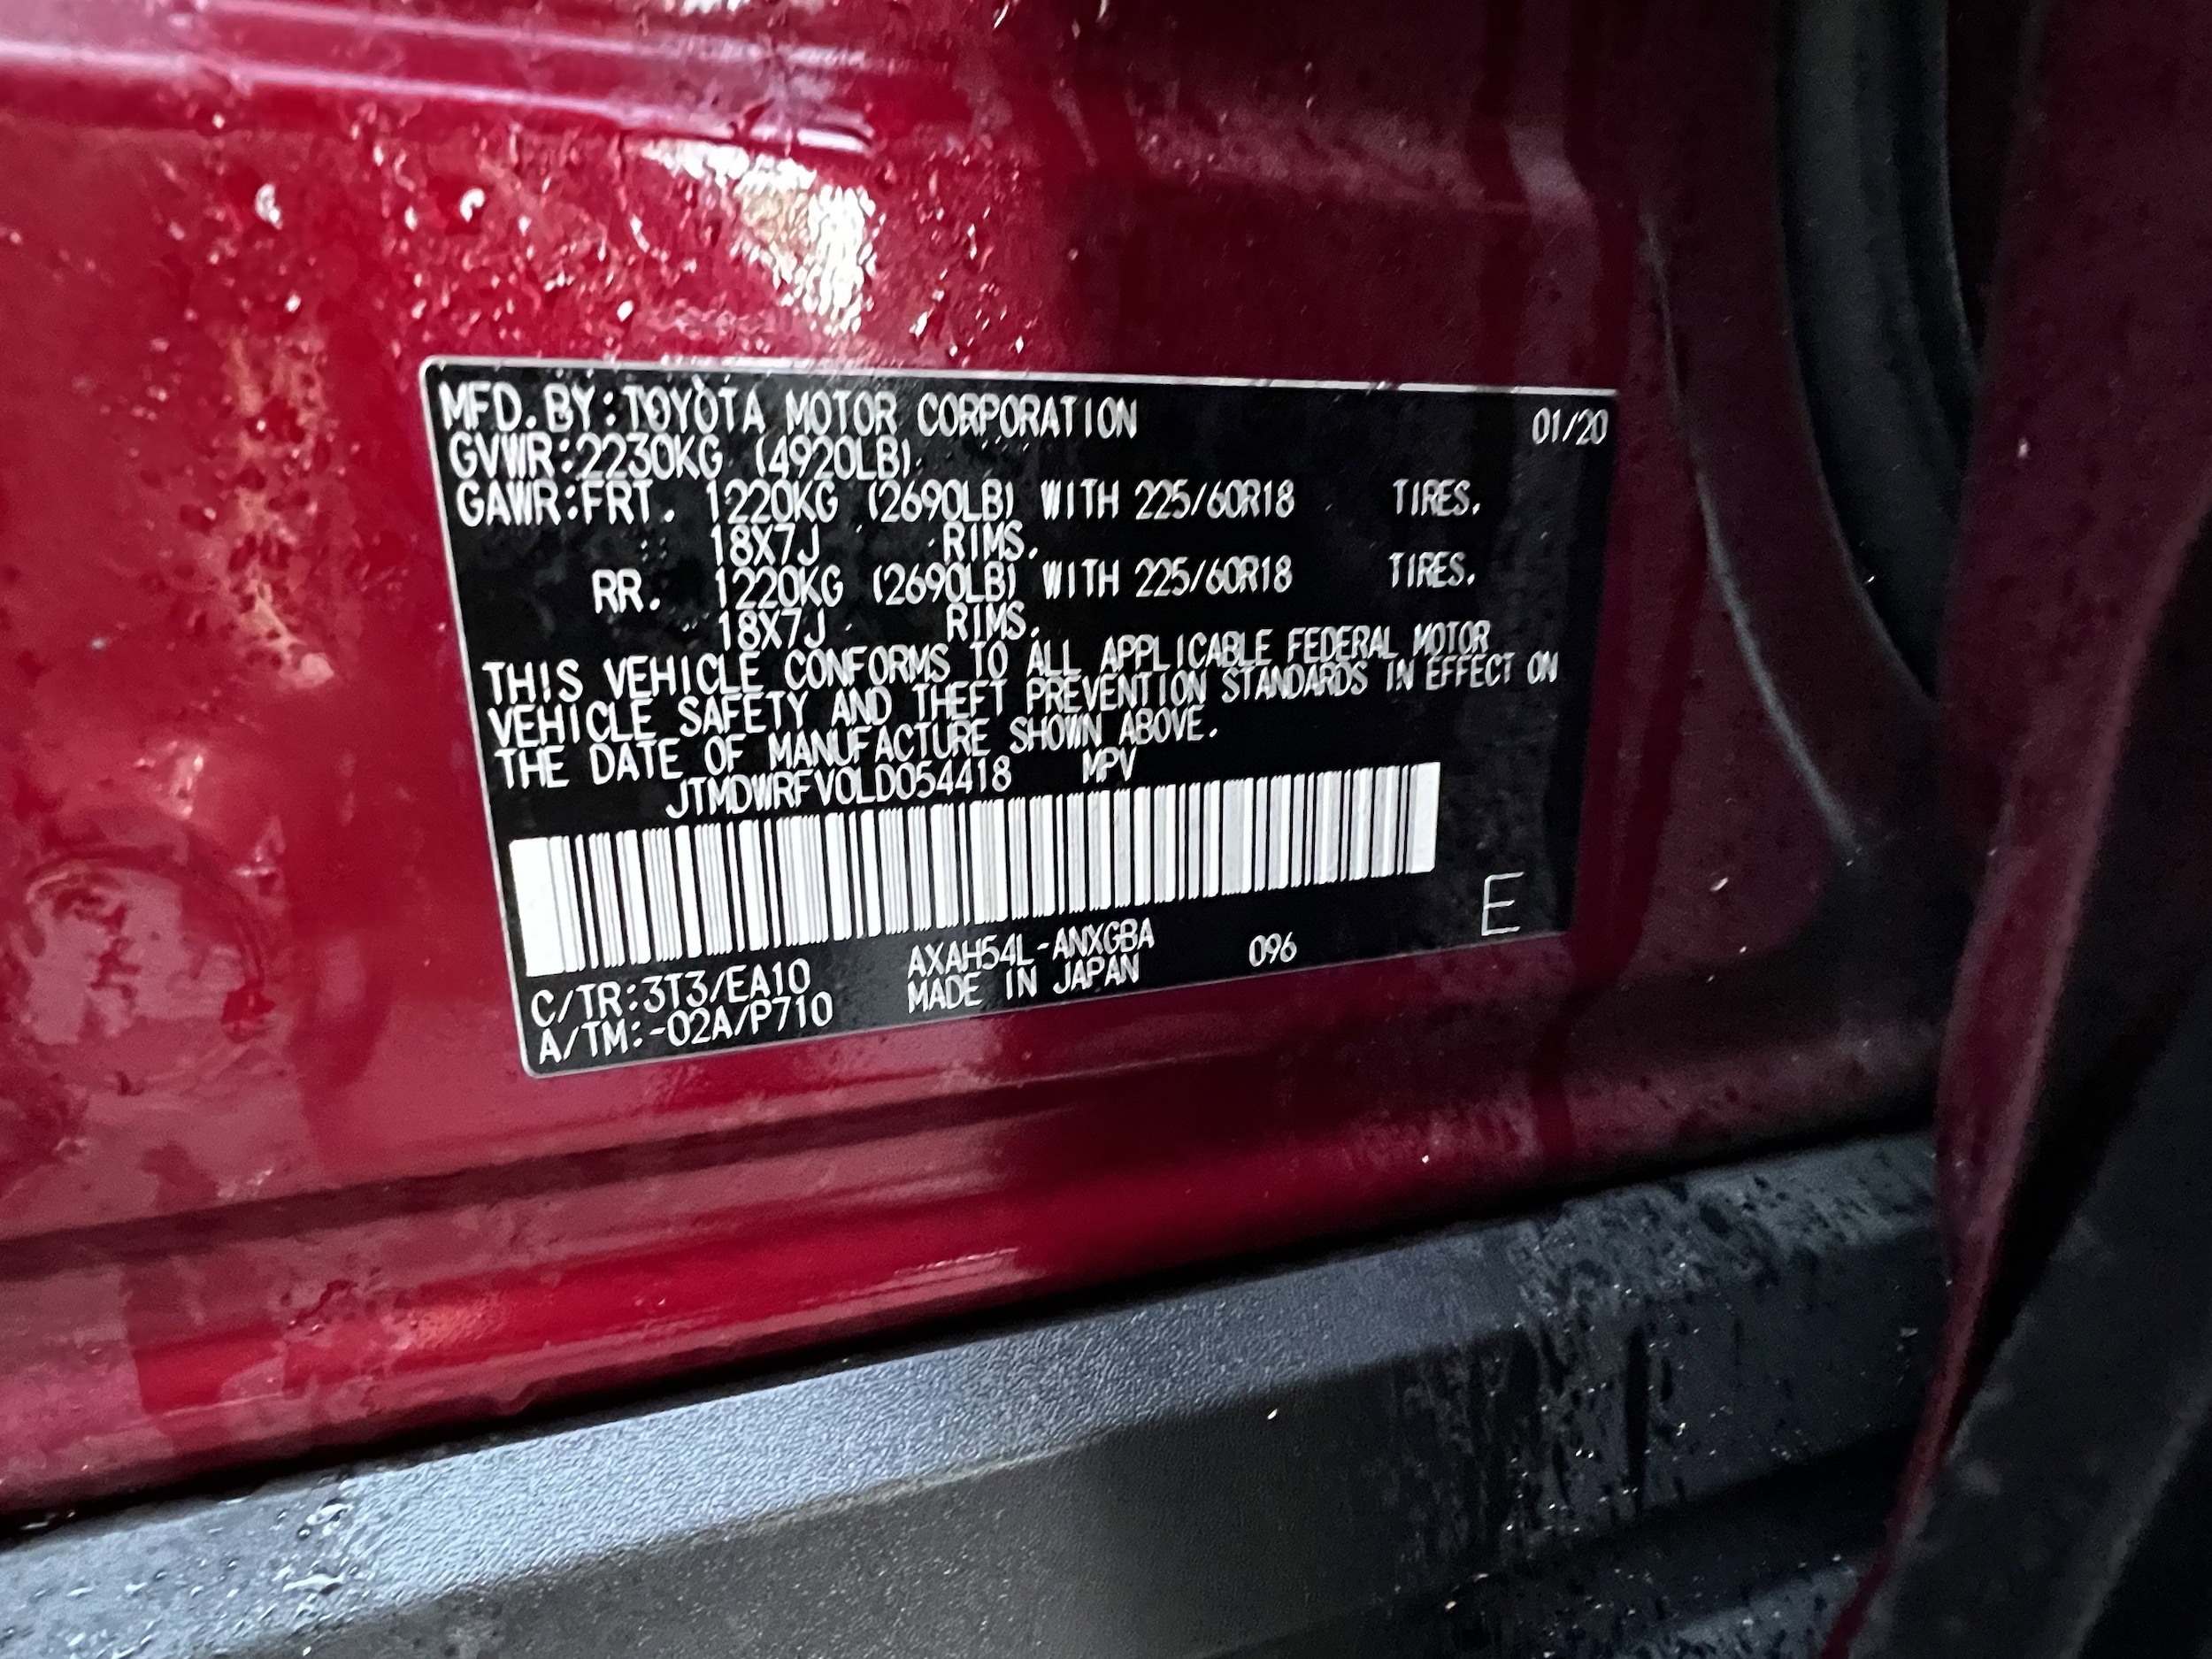 MFD. BY:TOYOTA MOTOR CORPORATION 01/20
GVWR:2230KG (4920LB)
GAWR:FRT. 1220KG (2690LB) WITH 225/60R18 TIRES.
18X7J RIMS.
RR. 1220KG (2690LB) WITH 225/60R18 TIRES.
18X7J RIMS.
THIS VEHICLE CONFORMS TO ALL APPLICABLE FEDERAL MOTOR
VEHICLE SAFETY AND THEFT PREVENTION STANDARDS IN EFFECT ON
THE DATE OF MANUFACTURE SHOWN ABOVE.
JTMDWRFV0LD054418 MPV
E
C/TR:3T3/EA10 AXAH54L-ANXGBA 096
A/TM:-02A/P710 MADE IN JAPAN